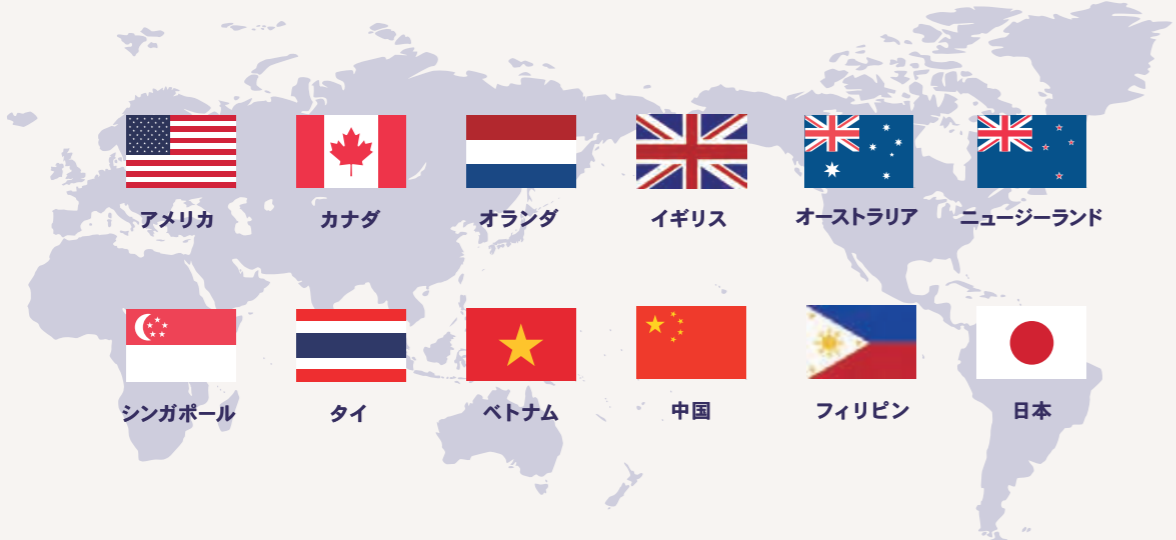 アメリカ
カナダ
オランダ
イギリス
オーストラリア
ニュージーランド
シンガポール
タイ
ベトナム
中国
フィリピン
日本